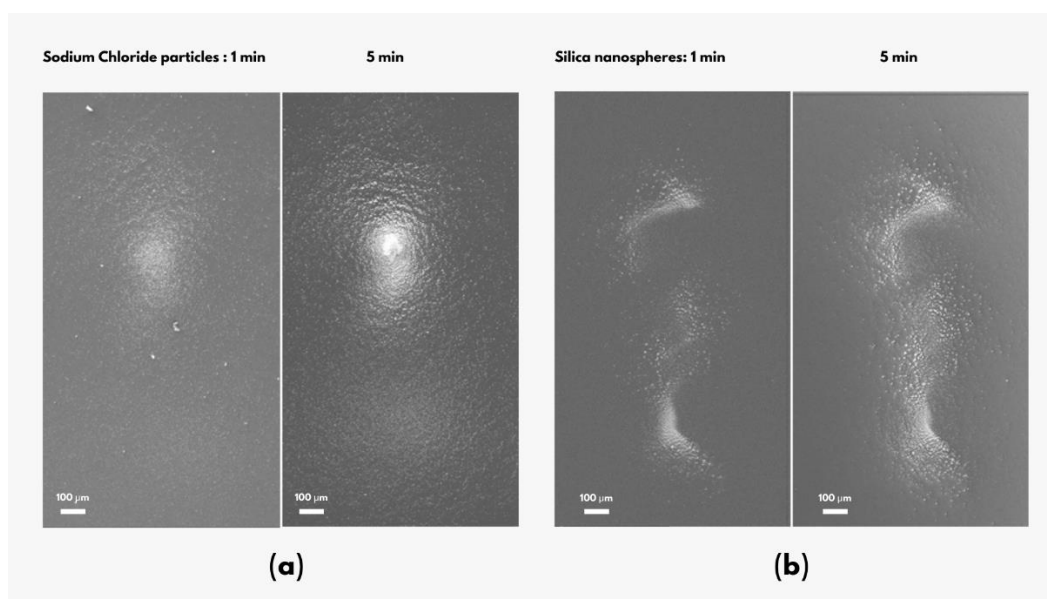 Sodium Chloride particles : 1 min
5 min
Silica nanospheres: 1 min
5 min
100 μm
100 μm
100 μm
100 μm
(a)
(b)